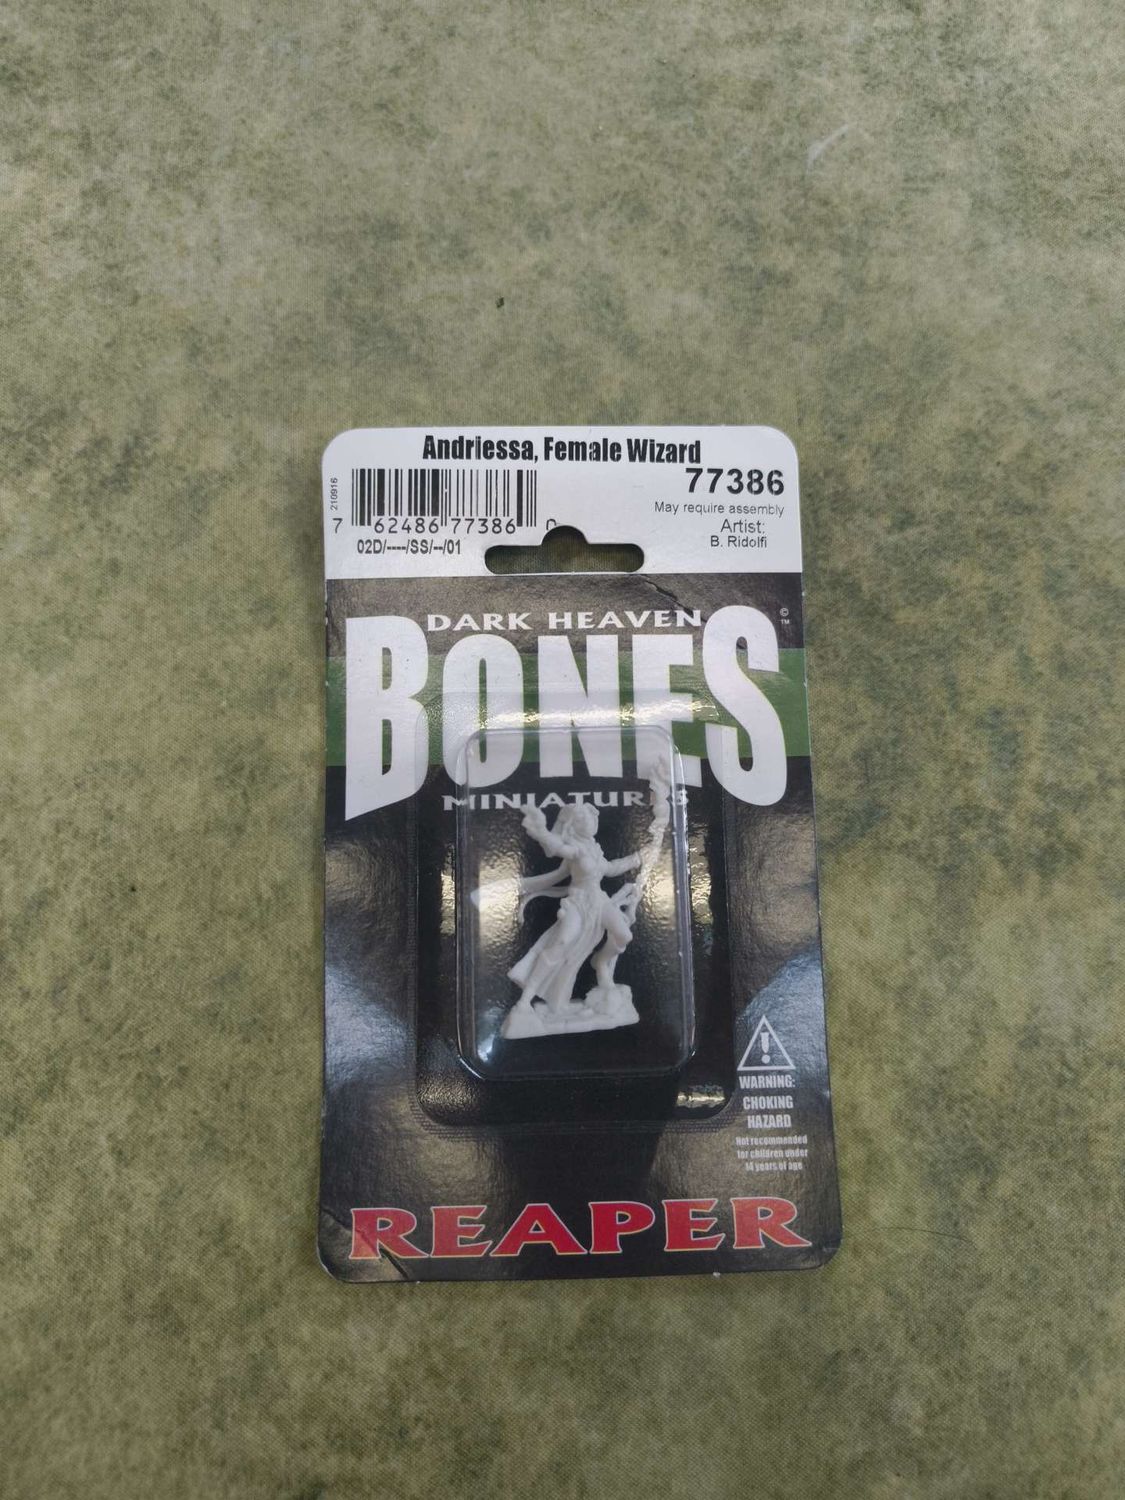 Andriessa, Female Wizard
77386
210916
7 62486 77386
May require assembly
Artist:
B. Ridolfi
02D/----/SS/--/01
DARK HEAVEN
BONES
©
™
MINIATURES
WARNING:
CHOKING
HAZARD
Not recommended
for children under
14 years of age
REAPER